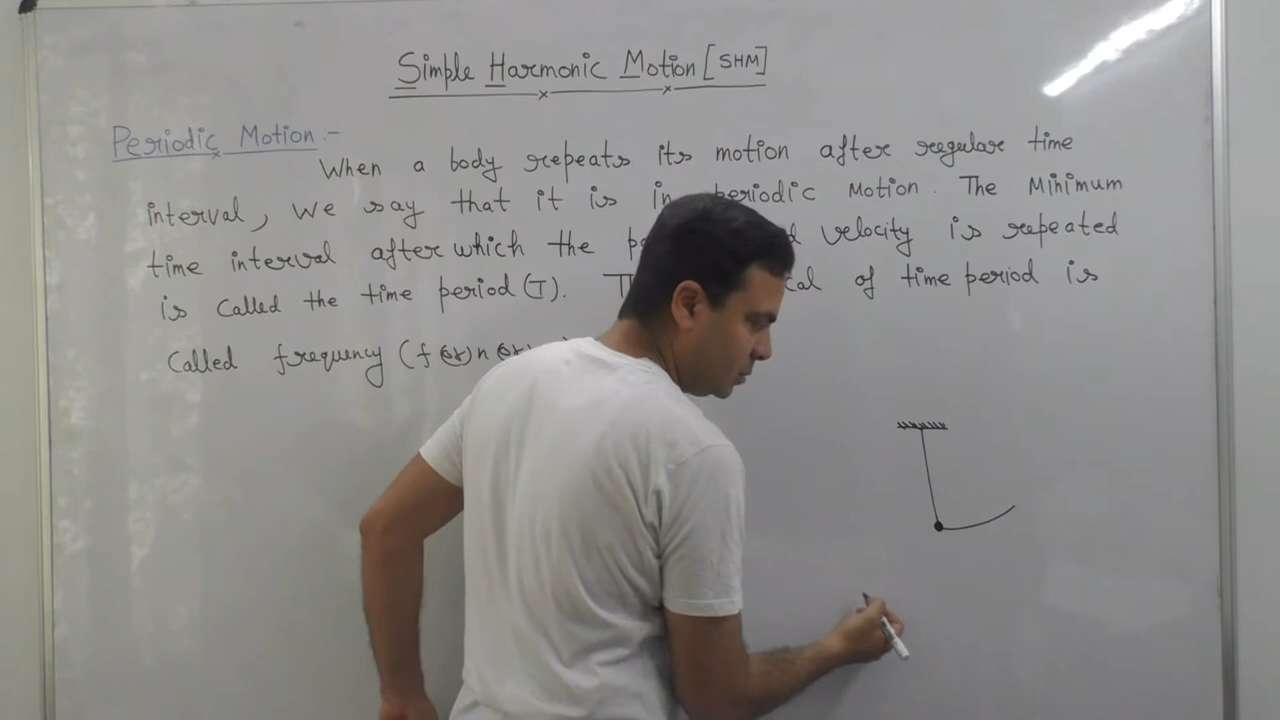 Simple Harmonic Motion [SHM]
Periodic Motion :-
When a body repeats its motion after regular time
interval, We say that it is in periodic Motion. The Minimum
time interval after which the velocity is repeated
is Called the time period (T). of time period is
Called frequency (f (or) n (or)